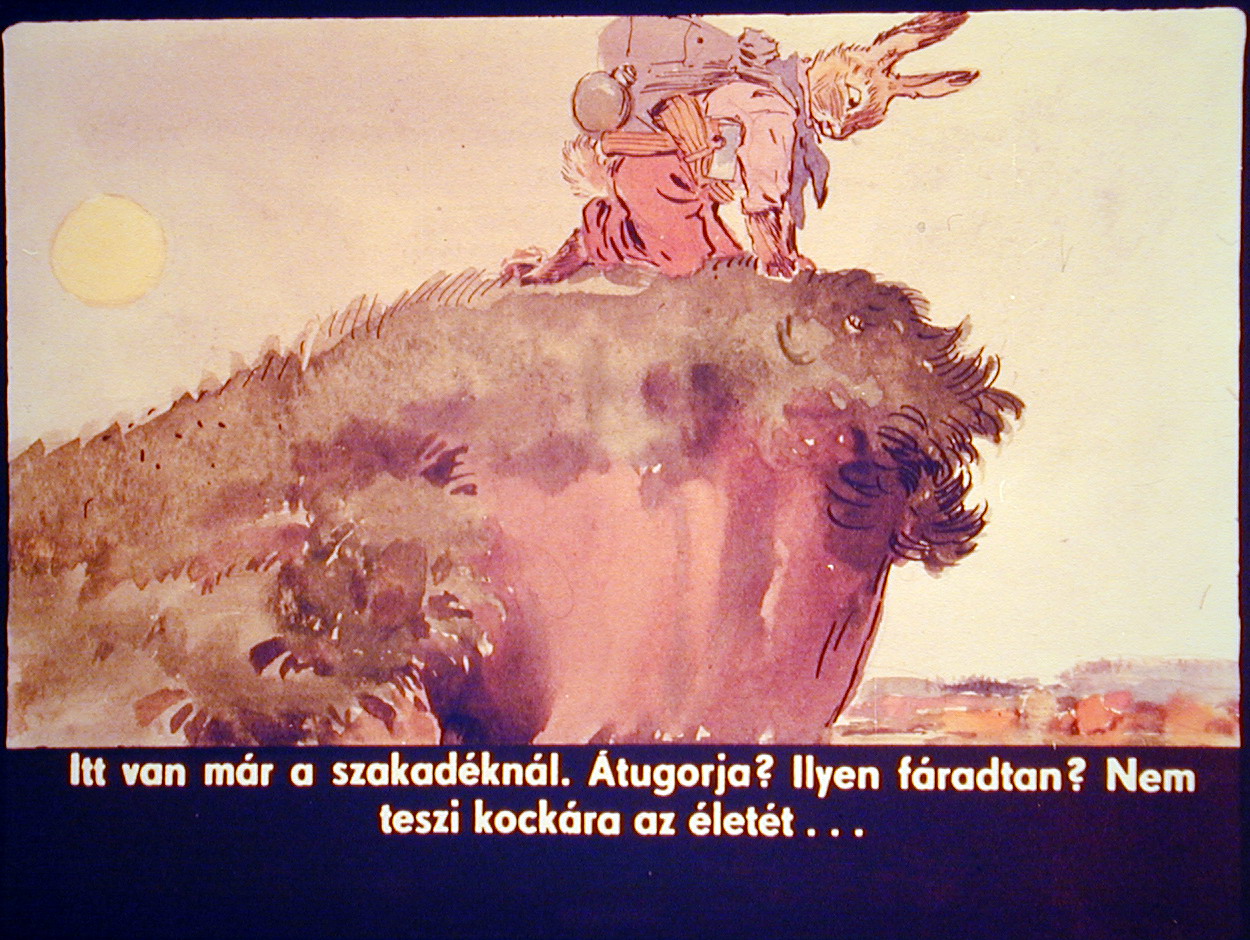 Itt van már a szakadéknál. Átugorja? Ilyen fáradtan? Nem
teszi kockára az életét . . .